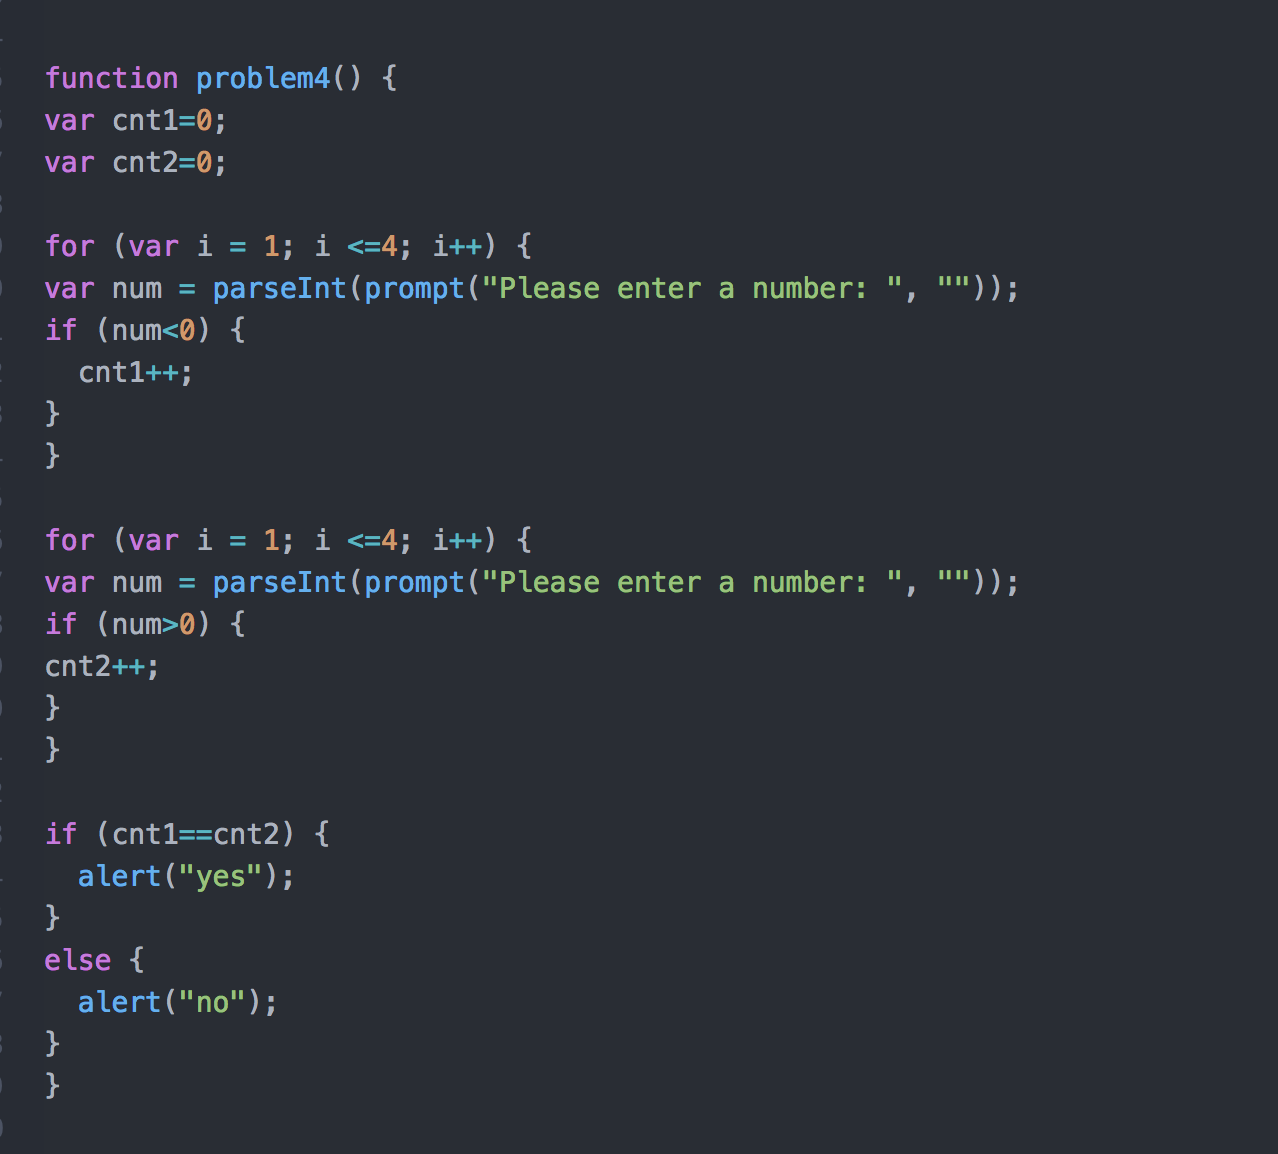 function problem4() {
var cnt1=0;
var cnt2=0;
for (var i = 1; i <=4; i++) {
var num = parseInt(prompt("Please enter a number: ", ""));
if (num<0) {
  cnt1++;
}
}
for (var i = 1; i <=4; i++) {
var num = parseInt(prompt("Please enter a number: ", ""));
if (num>0) {
cnt2++;
}
}
if (cnt1==cnt2) {
  alert("yes");
}
else {
  alert("no");
}
}